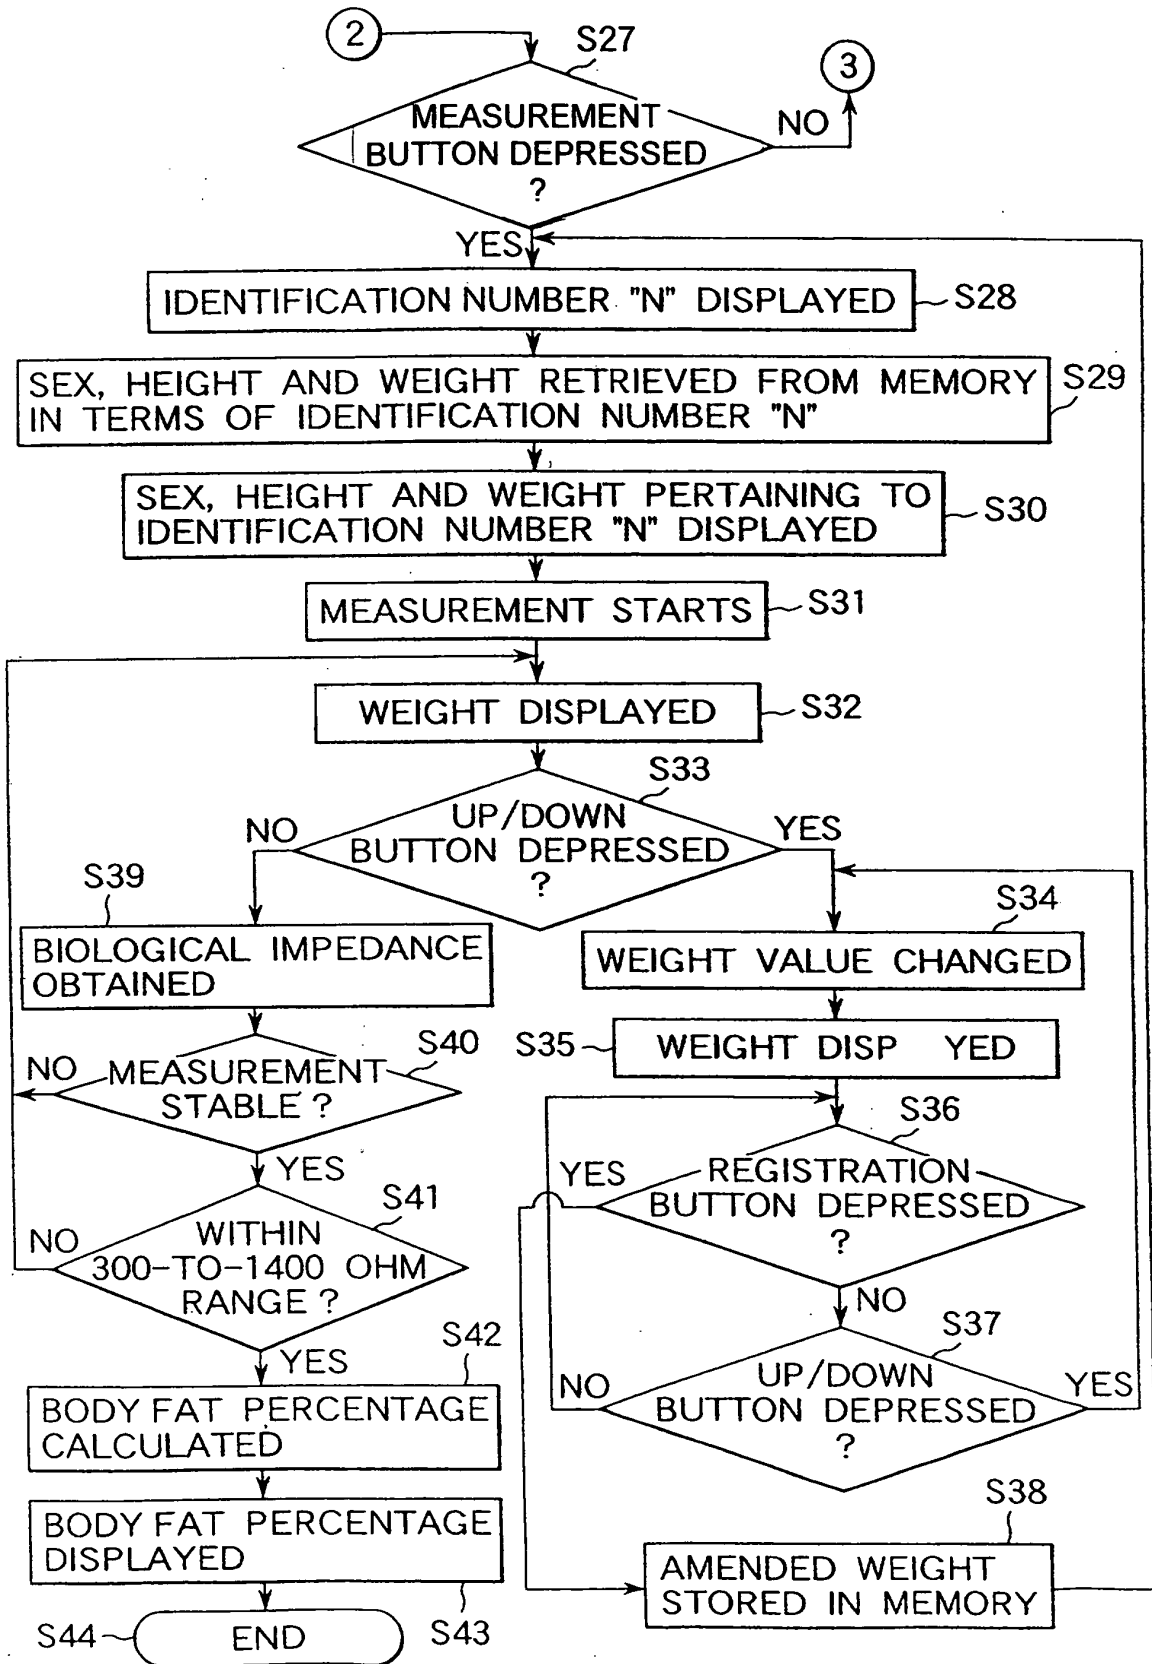 2
S27
3
MEASUREMENT
BUTTON DEPRESSED
?
NO
YES
IDENTIFICATION NUMBER "N" DISPLAYED
S28
SEX, HEIGHT AND WEIGHT RETRIEVED FROM MEMORY
IN TERMS OF IDENTIFICATION NUMBER "N"
S29
SEX, HEIGHT AND WEIGHT PERTAINING TO
IDENTIFICATION NUMBER "N" DISPLAYED
S30
MEASUREMENT STARTS
S31
WEIGHT DISPLAYED
S32
S33
UP/DOWN
BUTTON DEPRESSED
?
NO
YES
S39
BIOLOGICAL IMPEDANCE
OBTAINED
S34
WEIGHT VALUE CHANGED
S35
WEIGHT DISP YED
S40
MEASUREMENT
STABLE ?
NO
YES
S36
REGISTRATION
BUTTON DEPRESSED
?
YES
NO
S41
WITHIN
300-TO-1400 OHM
RANGE ?
NO
YES
S37
UP/DOWN
BUTTON DEPRESSED
?
NO
YES
S42
BODY FAT PERCENTAGE
CALCULATED
BODY FAT PERCENTAGE
DISPLAYED
S43
S38
AMENDED WEIGHT
STORED IN MEMORY
S44
END